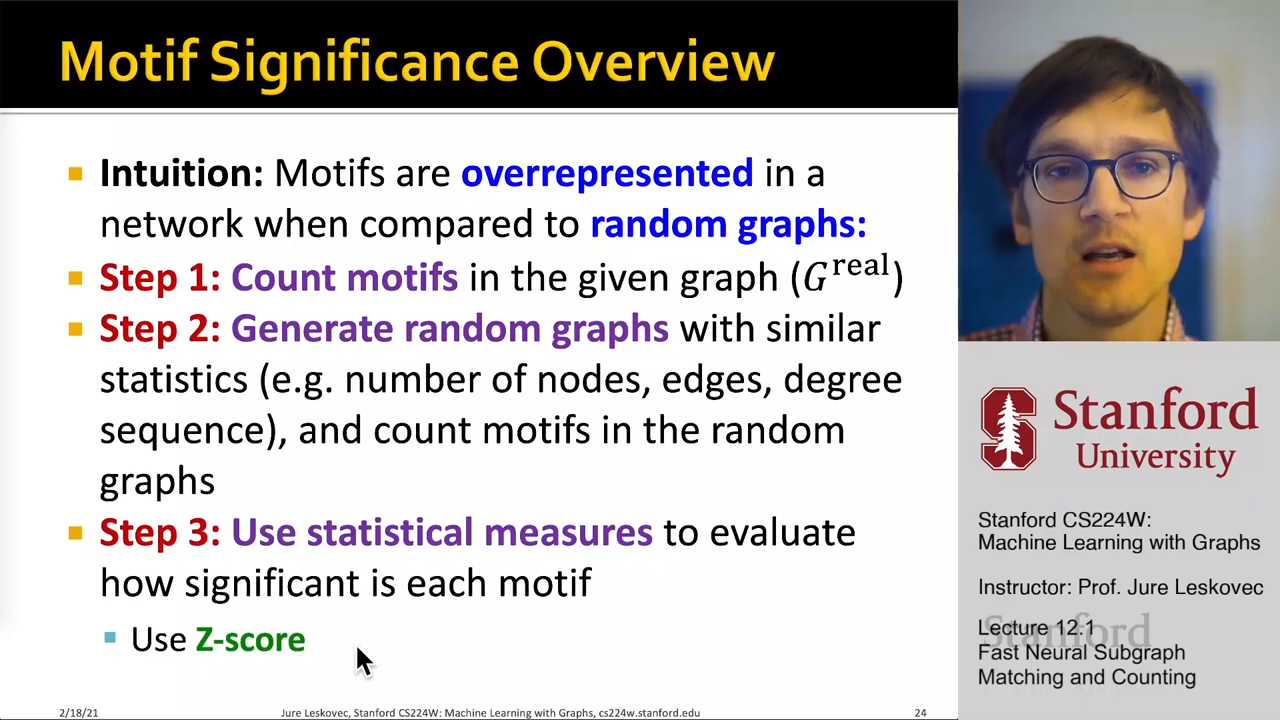 Motif Significance Overview
Intuition: Motifs are overrepresented in a
network when compared to random graphs:
Step 1: Count motifs in the given graph (G^real)
Step 2: Generate random graphs with similar
statistics (e.g. number of nodes, edges, degree
sequence), and count motifs in the random
graphs
Step 3: Use statistical measures to evaluate
how significant is each motif
Use Z-score
2/18/21
Jure Leskovec, Stanford CS224W: Machine Learning with Graphs, cs224w.stanford.edu
24
Stanford
University
Stanford CS224W:
Machine Learning with Graphs
Instructor: Prof. Jure Leskovec
Stanford
Lecture 12.1
Fast Neural Subgraph
Matching and Counting